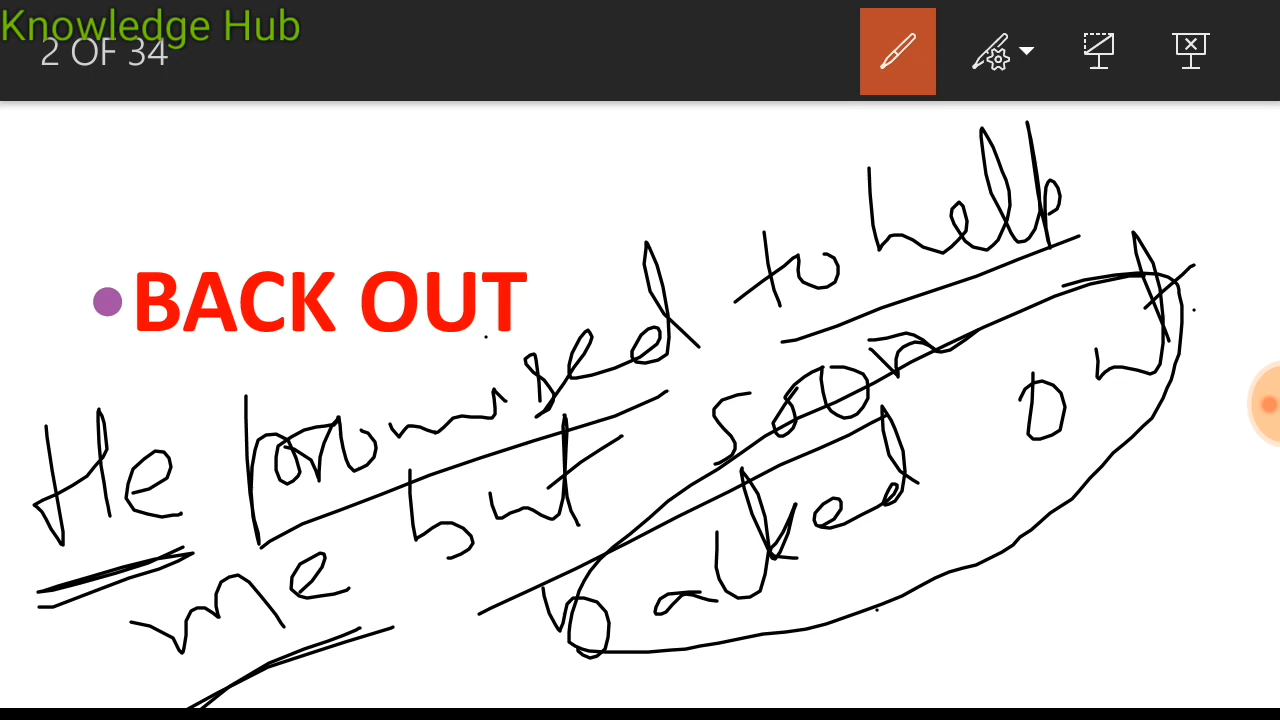 Knowledge Hub
2 OF 34
•BACK OUT
He promised to help
me but soon
backed out